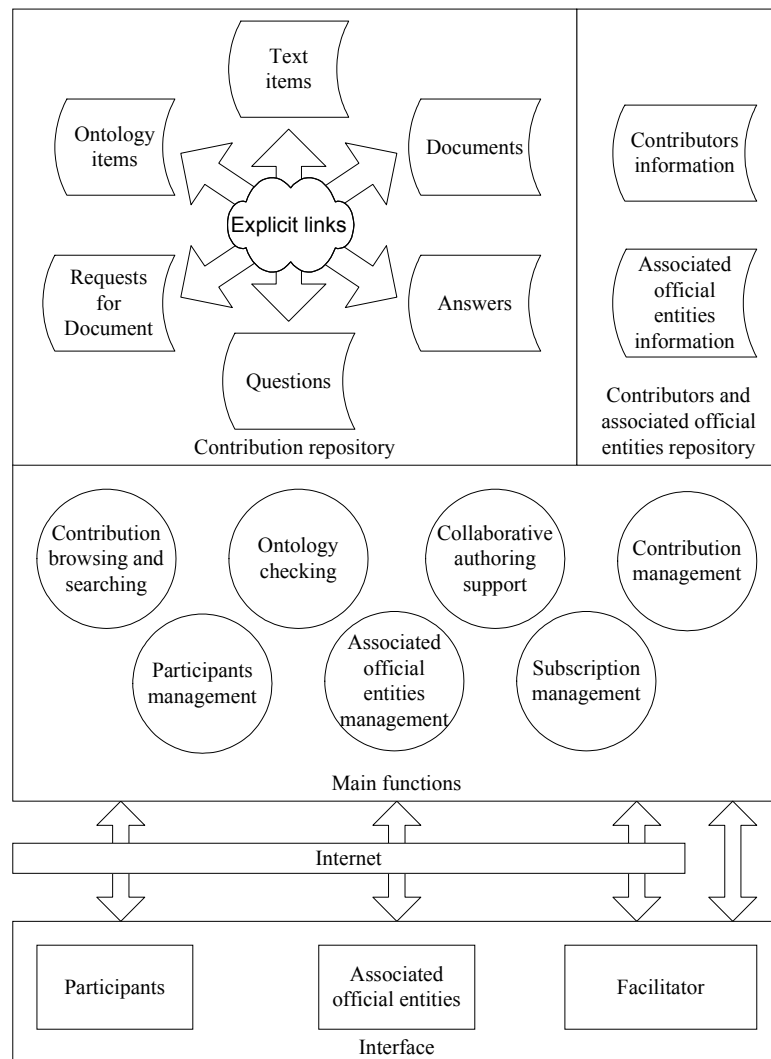 Text
items
Ontology
items
Documents
Explicit links
Requests
for
Document
Answers
Questions
Contribution repository
Contributors
information
Associated
official
entities
information
Contributors and
associated official
entities repository
Contribution
browsing and
searching
Ontology
checking
Collaborative
authoring
support
Contribution
management
Participants
management
Associated
official
entities
management
Subscription
management
Main functions
Internet
Participants
Associated
official entities
Facilitator
Interface